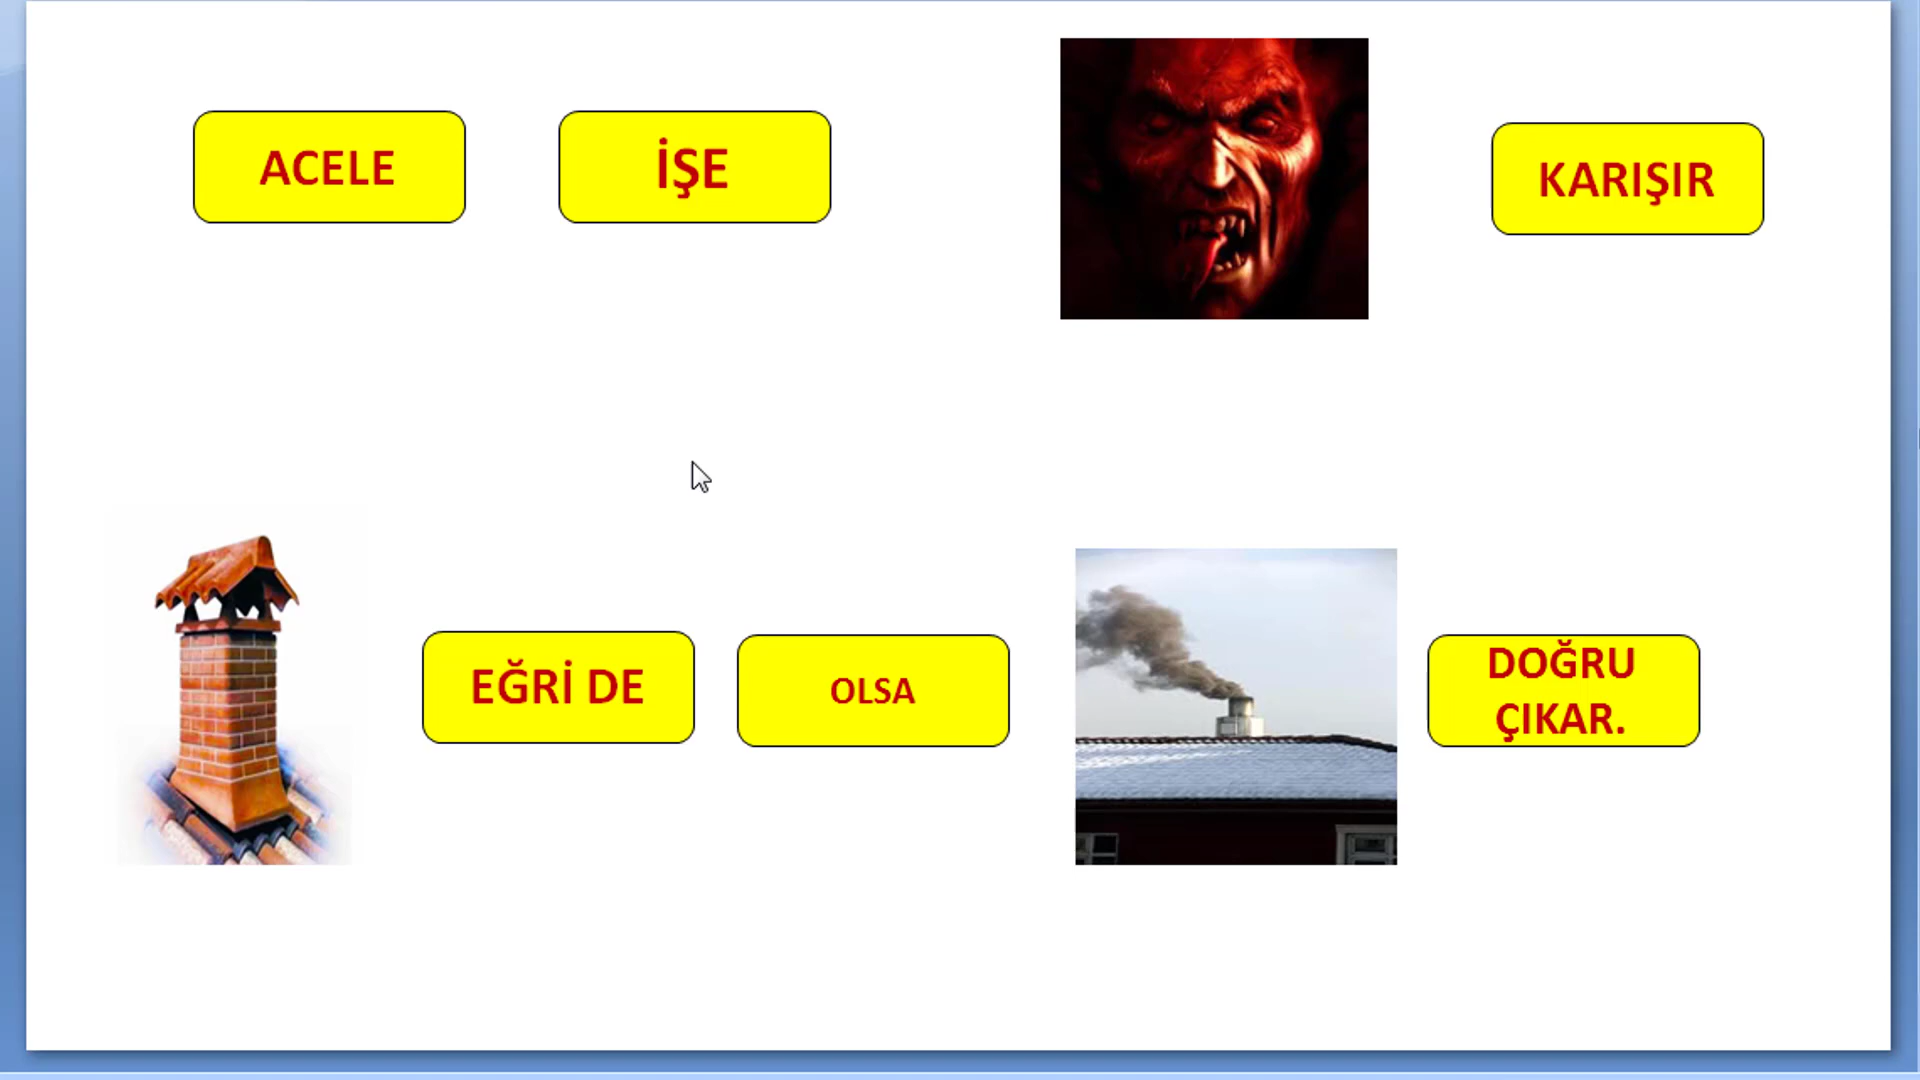 ACELE
İŞE
KARIŞIR
EĞRİ DE
OLSA
DOĞRU
ÇIKAR.